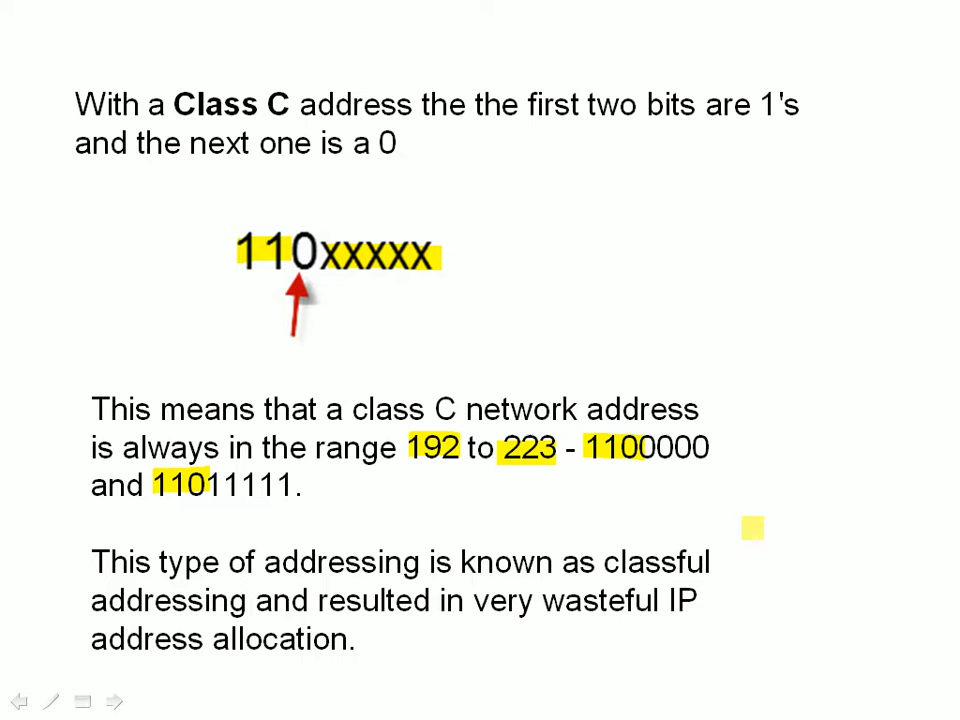 With a Class C address the the first two bits are 1's
and the next one is a 0
110xxxxx
This means that a class C network address
is always in the range 192 to 223 - 1100000
and 11011111.
This type of addressing is known as classful
addressing and resulted in very wasteful IP
address allocation.